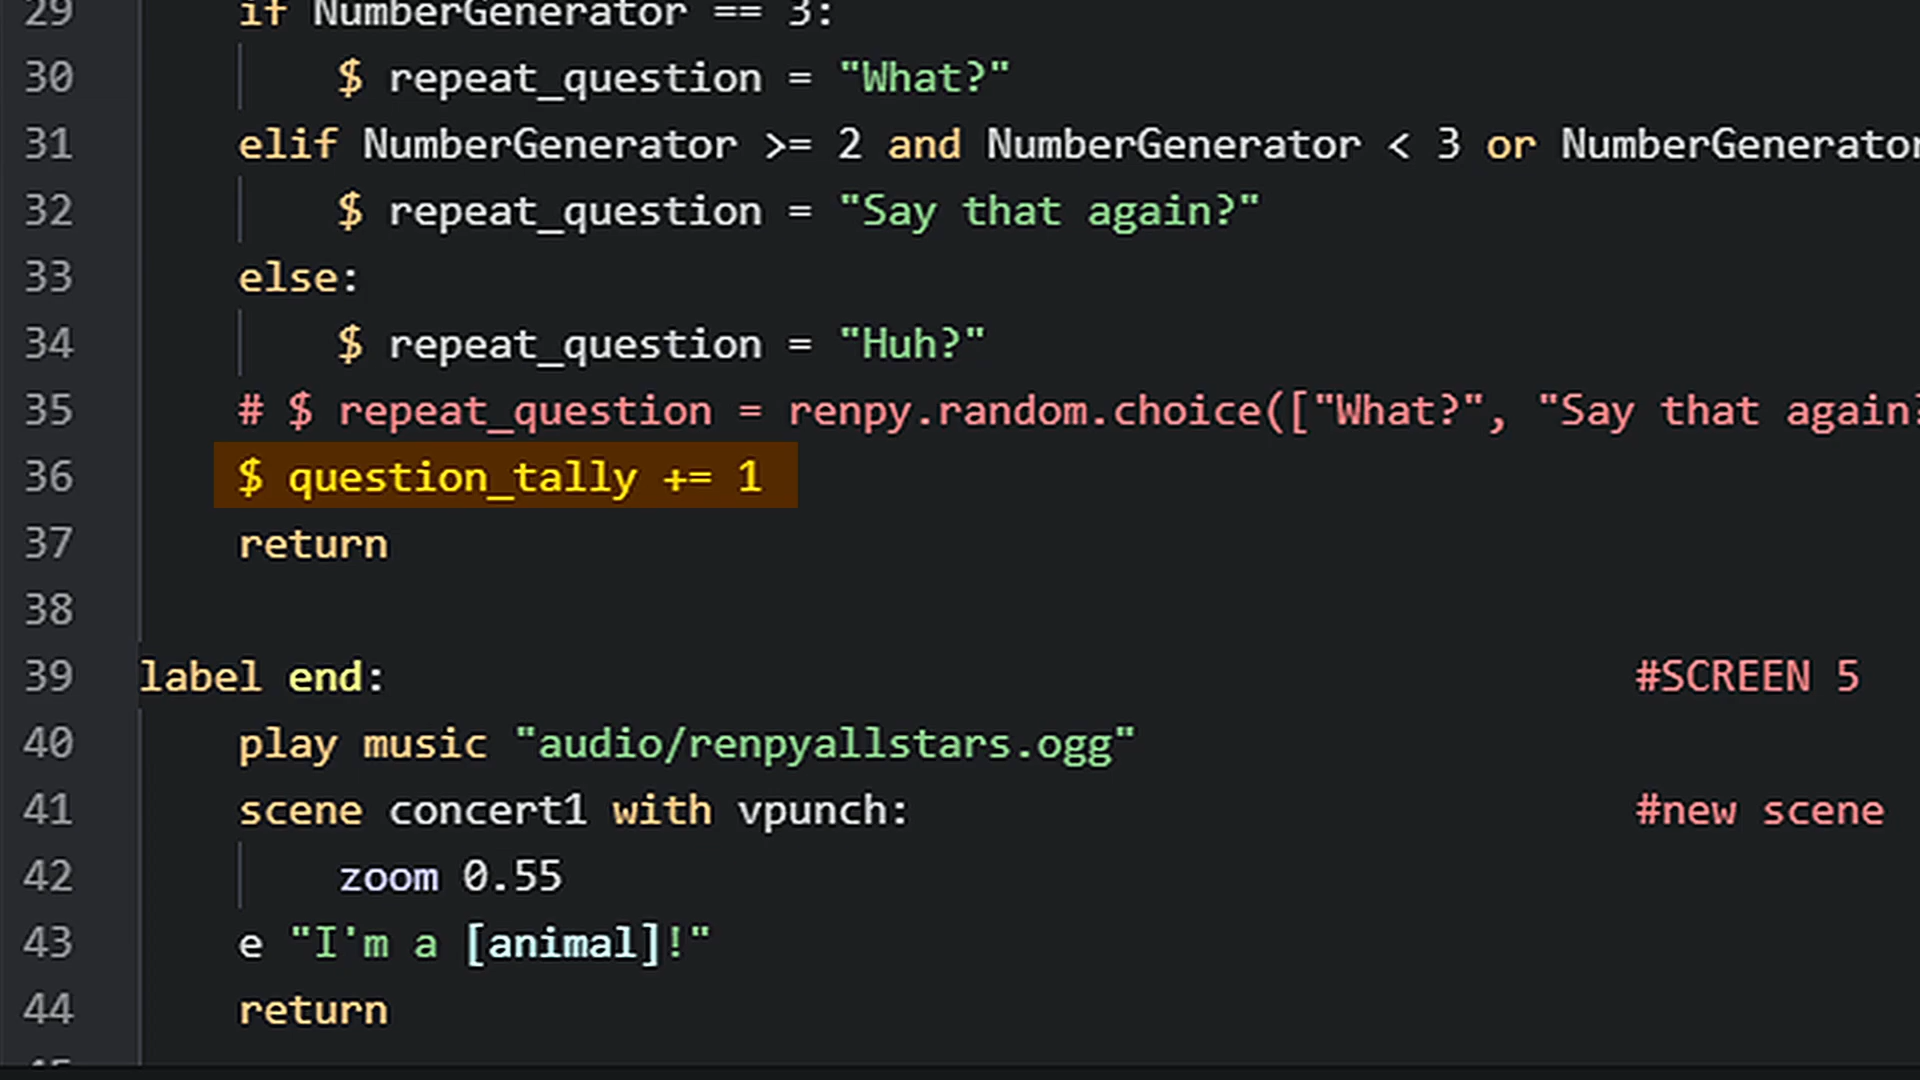 29 if NumberGenerator == 3:
30 $ repeat_question = "What?"
31 elif NumberGenerator >= 2 and NumberGenerator < 3 or NumberGenerator
32 $ repeat_question = "Say that again?"
33 else:
34 $ repeat_question = "Huh?"
35 # $ repeat_question = renpy.random.choice(["What?", "Say that again?
36 $ question_tally += 1
37 return
38
39 label end: #SCREEN 5
40 play music "audio/renpyallstars.ogg"
41 scene concert1 with vpunch: #new scene
42 zoom 0.55
43 e "I'm a [animal]!"
44 return